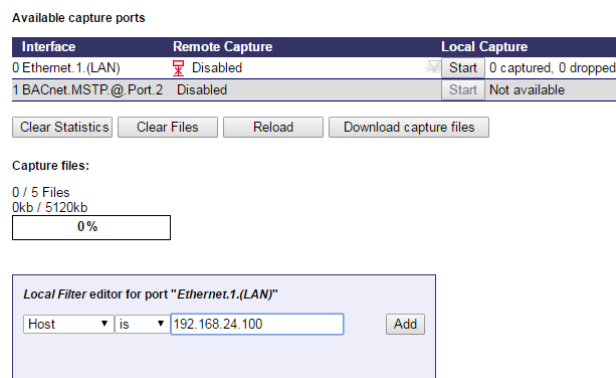 Available capture ports
Interface Remote Capture Local Capture
0 Ethernet.1.(LAN) Disabled Start 0 captured, 0 dropped
1 BACnet.MSTP.@.Port.2 Disabled Start Not available
Clear Statistics Clear Files Reload Download capture files
Capture files:
0 / 5 Files
0kb / 5120kb
0%
Local Filter editor for port "Ethernet.1.(LAN)"
Host is 192.168.24.100 Add